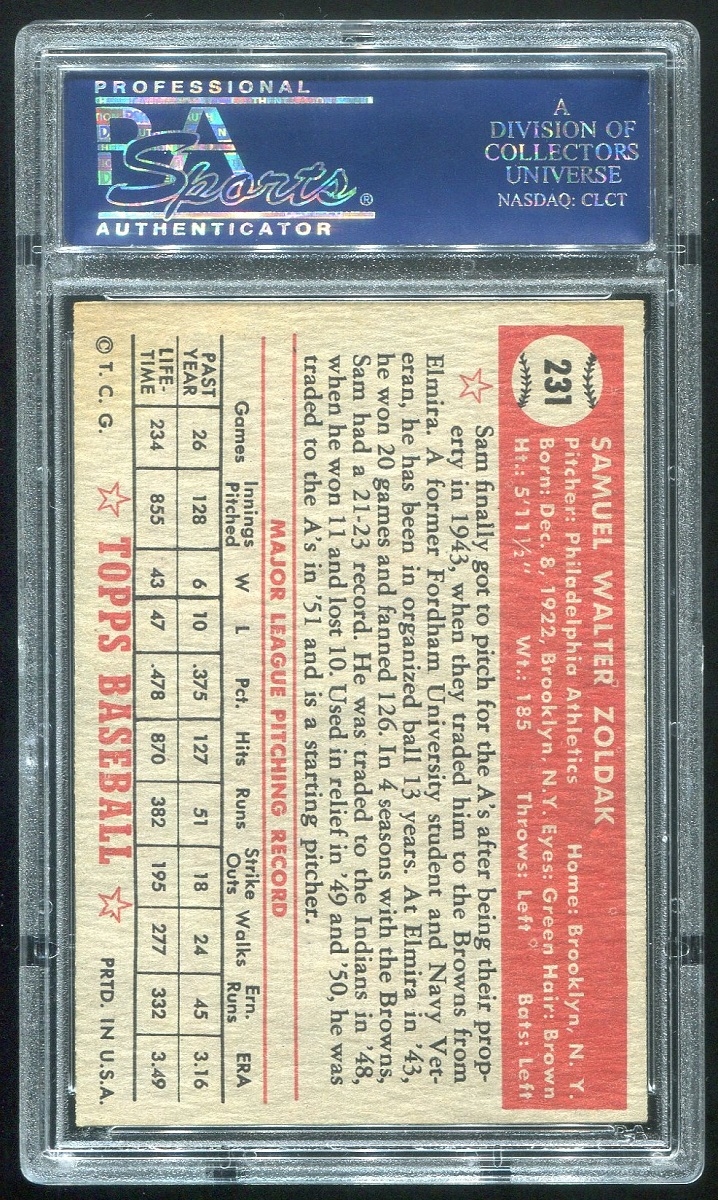 PROFESSIONAL
PSA
Sports ®
AUTHENTICATOR
A
DIVISION OF
COLLECTORS
UNIVERSE
NASDAQ: CLCT
231
SAMUEL WALTER ZOLDAK
Pitcher: Philadelphia Athletics Home: Brooklyn, N. Y.
Born: Dec. 8, 1922, Brooklyn, N.Y. Eyes: Green Hair: Brown
Ht.: 5'11½" Wt.: 185 Throws: Left Bats: Left
Sam finally got to pitch for the A's after being their prop-
erty in 1943, when they traded him to the Browns from
Elmira. A former Fordham University student and Navy Vet-
eran, he has been in organized ball 13 years. At Elmira in '43,
he won 20 games and fanned 126. In 4 seasons with the Browns,
Sam had a 21-23 record. He was traded to the Indians in '48,
when he won 11 and lost 10. Used in relief in '49 and '50, he was
traded to the A's in '51 and is a starting pitcher.
MAJOR LEAGUE PITCHING RECORD
Games Innings Pitched W L Pct. Hits Runs Strike Outs Walks Ern. Runs ERA
PAST YEAR 26 128 6 10 .375 127 51 18 24 45 3.16
LIFE-TIME 234 855 43 47 .478 870 382 195 277 332 3.49
© T. C. G. TOPPS BASEBALL PRTD. IN U.S.A.